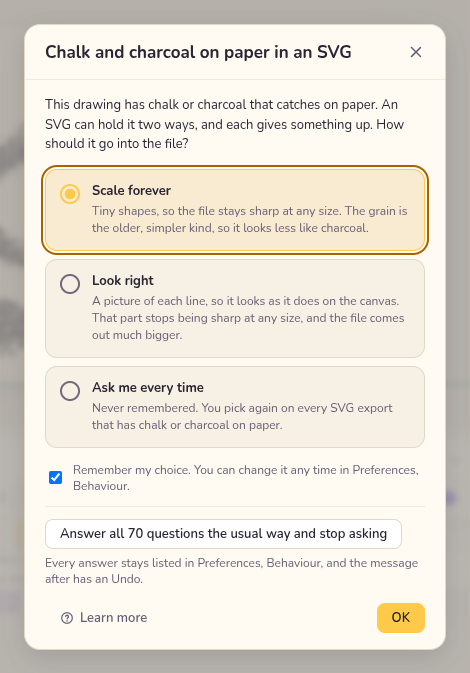 Chalk and charcoal on paper in an SVG
This drawing has chalk or charcoal that catches on paper. An
SVG can hold it two ways, and each gives something up. How
should it go into the file?
Scale forever
Tiny shapes, so the file stays sharp at any size. The grain is
the older, simpler kind, so it looks less like charcoal.
Look right
A picture of each line, so it looks as it does on the canvas.
That part stops being sharp at any size, and the file comes
out much bigger.
Ask me every time
Never remembered. You pick again on every SVG export
that has chalk or charcoal on paper.
Remember my choice. You can change it any time in Preferences,
Behaviour.
Answer all 70 questions the usual way and stop asking
Every answer stays listed in Preferences, Behaviour, and the message
after has an Undo.
Learn more
OK